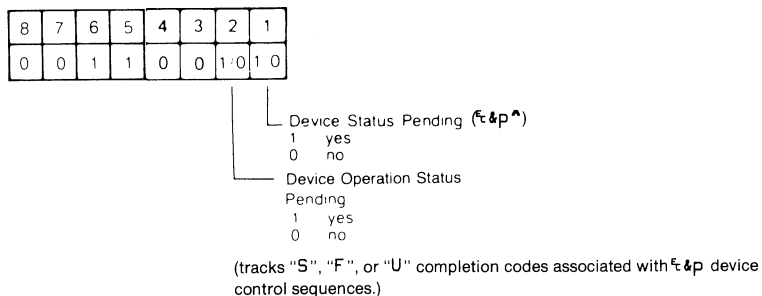 8 7 6 5 4 3 2 1
0 0 1 1 0 0 1/0 1 0
Device Status Pending (Ec&p^)
1 yes
0 no
Device Operation Status
Pending
1 yes
0 no
(tracks “S”, “F”, or “U” completion codes associated with Ec&p device
control sequences.)